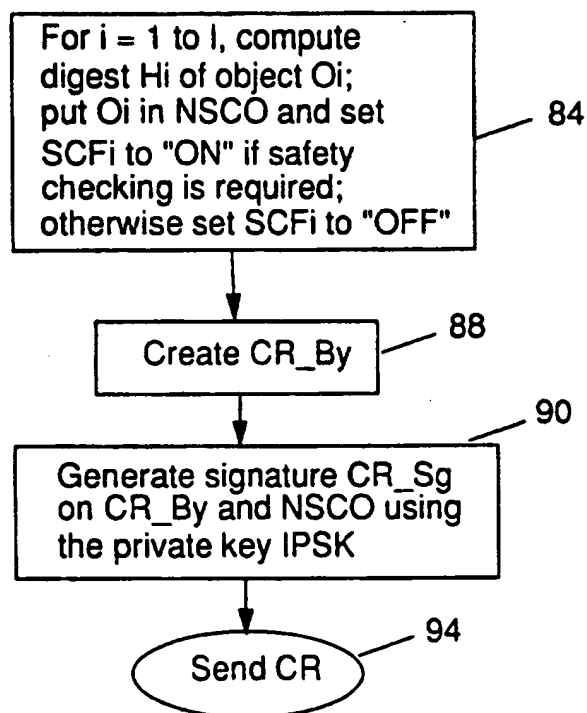 For i = 1 to I, compute
digest Hi of object Oi;
put Oi in NSCO and set
SCFi to "ON" if safety
checking is required;
otherwise set SCFi to "OFF"
84
Create CR_By
88
Generate signature CR_Sg
on CR_By and NSCO using
the private key IPSK
90
Send CR
94